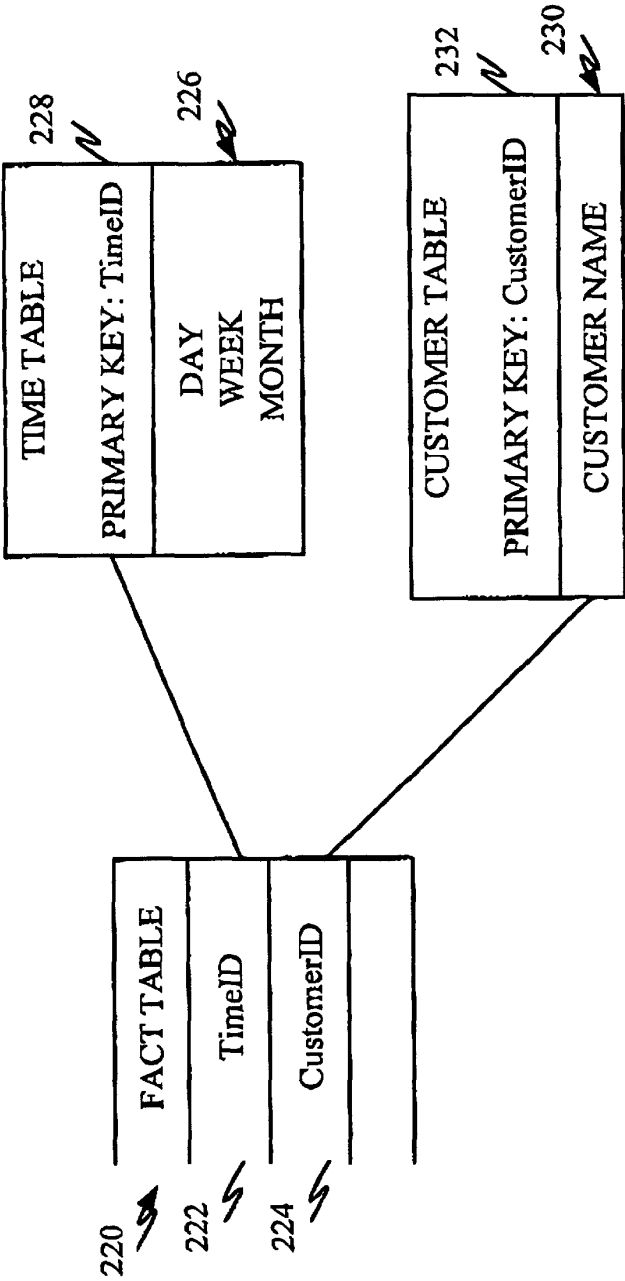 220
FACT TABLE
222
TimeID
224
CustomerID
TIME TABLE
228
PRIMARY KEY: TimeID
226
DAY
WEEK
MONTH
CUSTOMER TABLE
232
PRIMARY KEY: CustomerID
230
CUSTOMER NAME